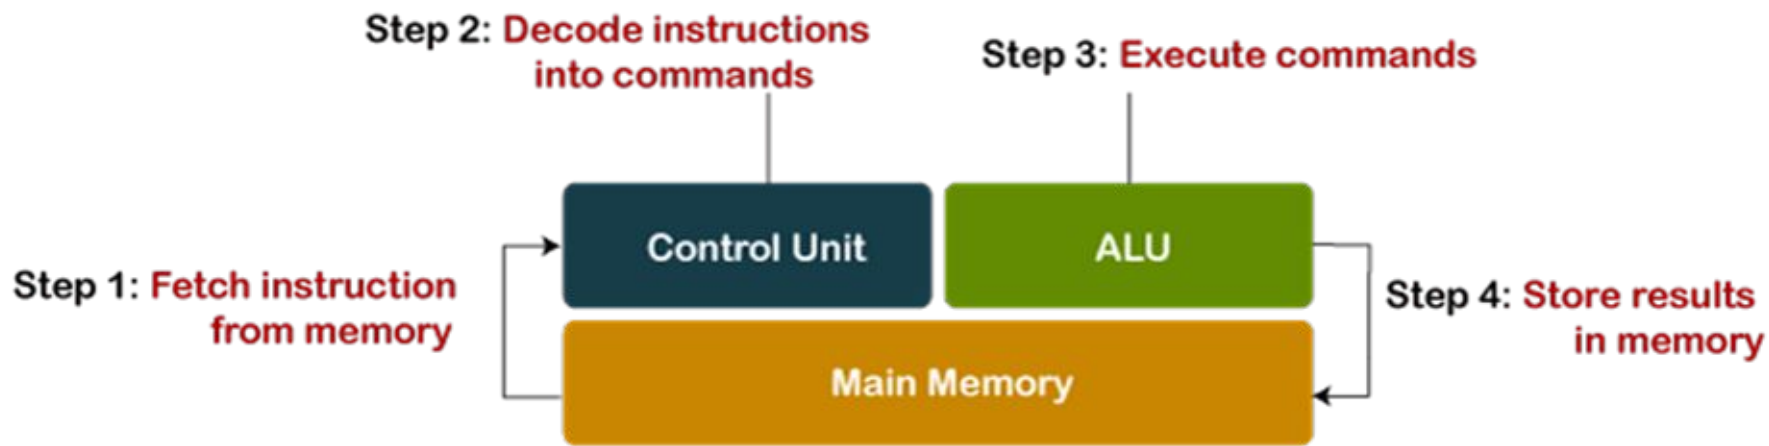 Step 2: Decode instructions
into commands
Step 3: Execute commands
Control Unit
ALU
Step 1: Fetch instruction
from memory
Step 4: Store results
in memory
Main Memory